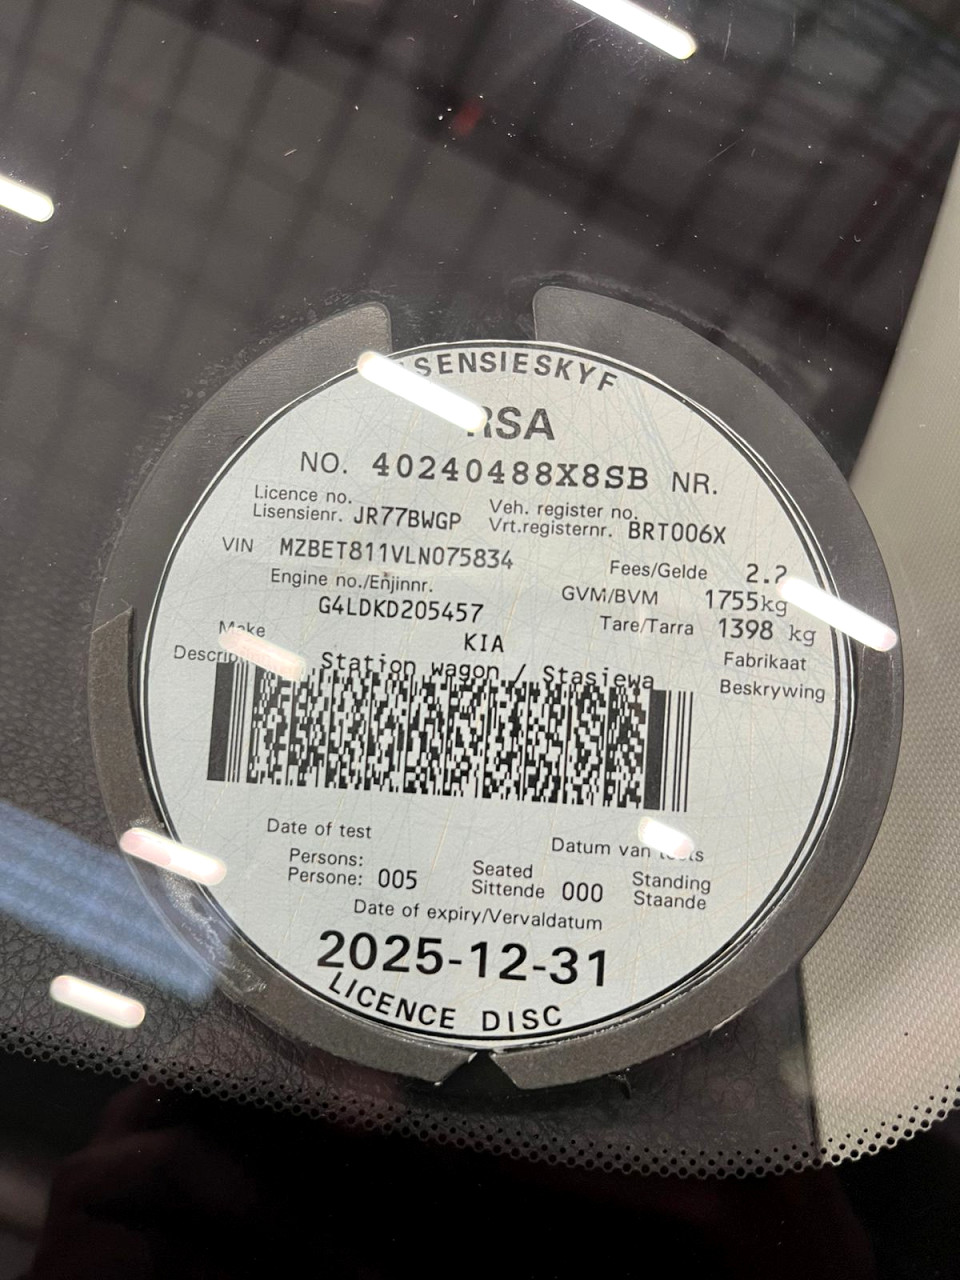 RSA
NO. 40240488X8SB NR.
Licence no.
Lisensienr. JR77BWGP
Veh. register no.
Vrt.registernr. BRT006X
VIN MZBET811VLN075834
Fees/Gelde
Engine no./Enjinnr.
G4LDKD205457
GVM/BVM 1755kg
Tare/Tarra 1398 kg
Make KIA Fabrikaat
Station wagon / Stasiewa
Beskrywing
Date of test
Datum van
Persons:
Persone: 005
Seated
Sittende 000
Standing
Staande
Date of expiry/Vervaldatum
2025-12-31
LICENCE DISC